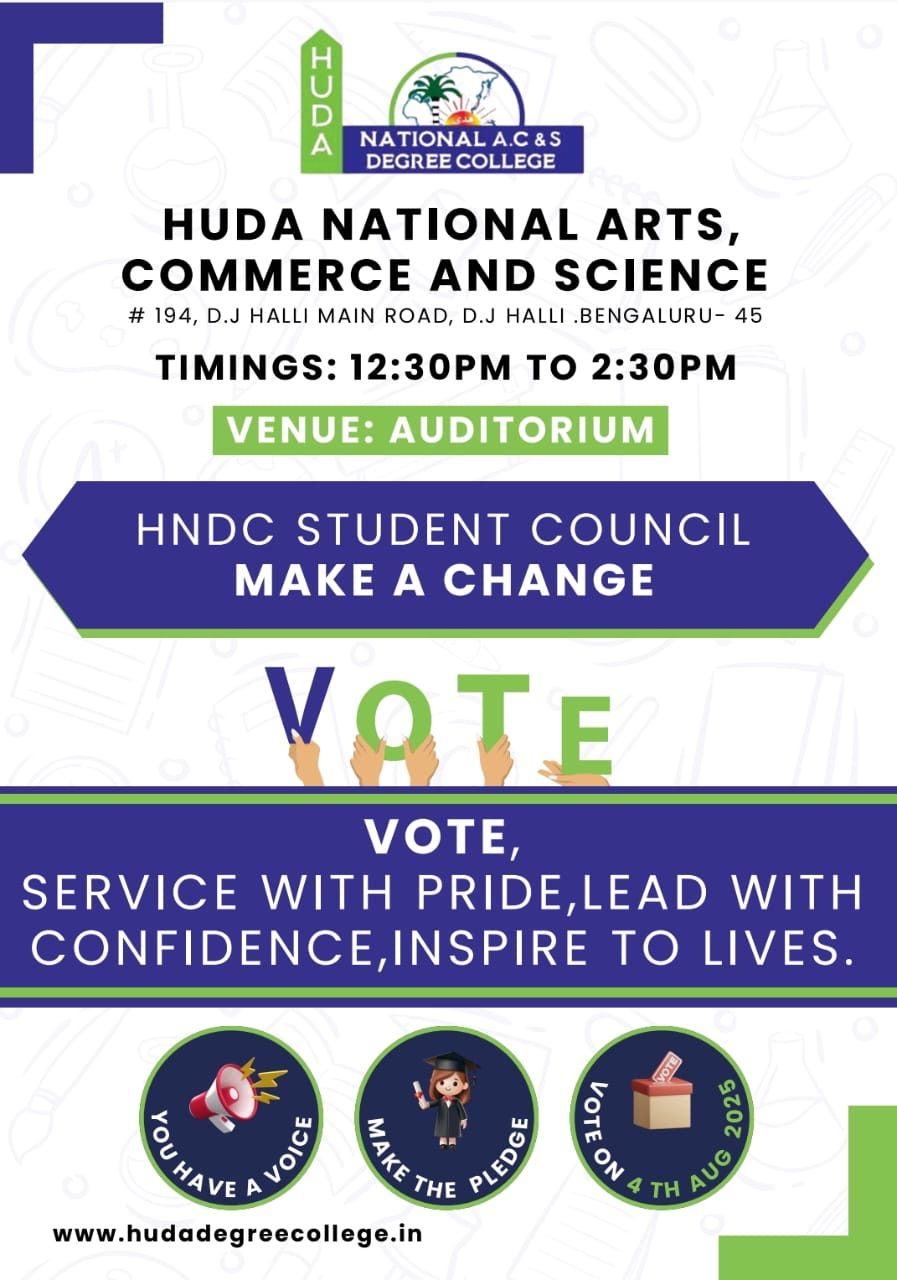 HUDA
هدى
NATIONAL A.C & S
DEGREE COLLEGE
HUDA NATIONAL ARTS,
COMMERCE AND SCIENCE
# 194, D.J HALLI MAIN ROAD, D.J HALLI .BENGALURU- 45
TIMINGS: 12:30PM TO 2:30PM
VENUE: AUDITORIUM
HNDC STUDENT COUNCIL
MAKE A CHANGE
VOTE
VOTE,
SERVICE WITH PRIDE,LEAD WITH
CONFIDENCE,INSPIRE TO LIVES.
YOU HAVE A VOICE
MAKE THE PLEDGE
VOTE
VOTE ON 4 TH AUG 2025
www.hudadegreecollege.in
A+